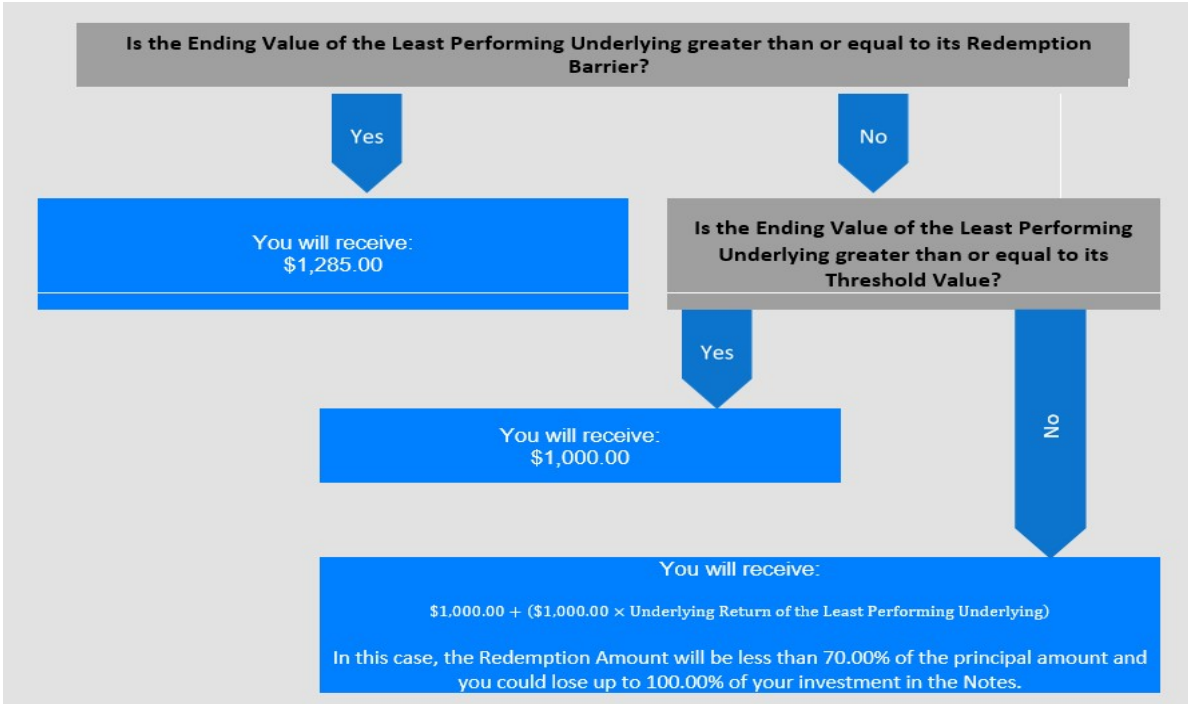 Is the Ending Value of the Least Performing Underlying greater than or equal to its Redemption
Barrier?
Yes
No
You will receive:
$1,285.00
Is the Ending Value of the Least Performing
Underlying greater than or equal to its
Threshold Value?
Yes
No
You will receive:
$1,000.00
You will receive:
$1,000.00 + ($1,000.00 × Underlying Return of the Least Performing Underlying)
In this case, the Redemption Amount will be less than 70.00% of the principal amount and
you could lose up to 100.00% of your investment in the Notes.